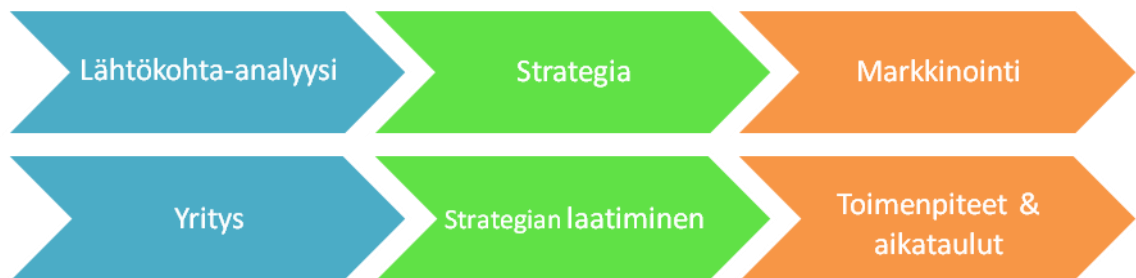 Lähtökohta-analyysi
Strategia
Markkinointi
Yritys
Strategian laatiminen
Toimenpiteet &
aikataulut